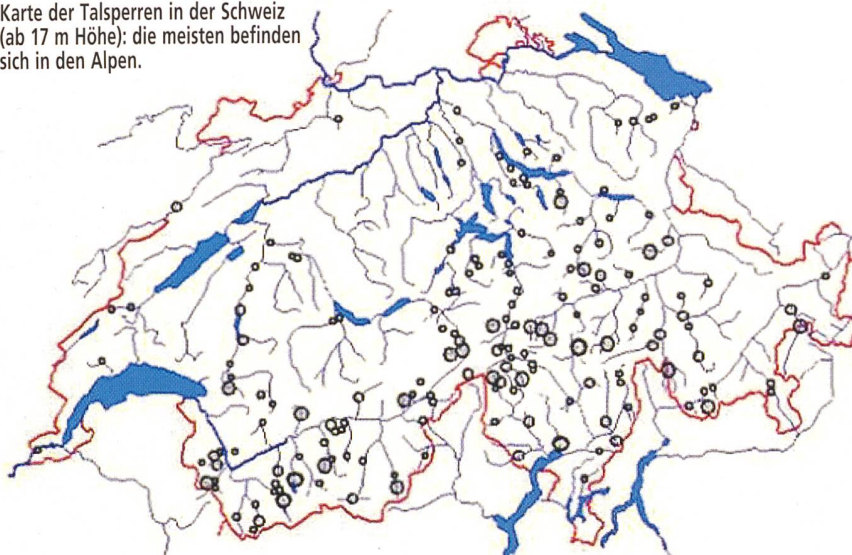 Karte der Talsperren in der Schweiz
(ab 17 m Höhe): die meisten befinden
sich in den Alpen.